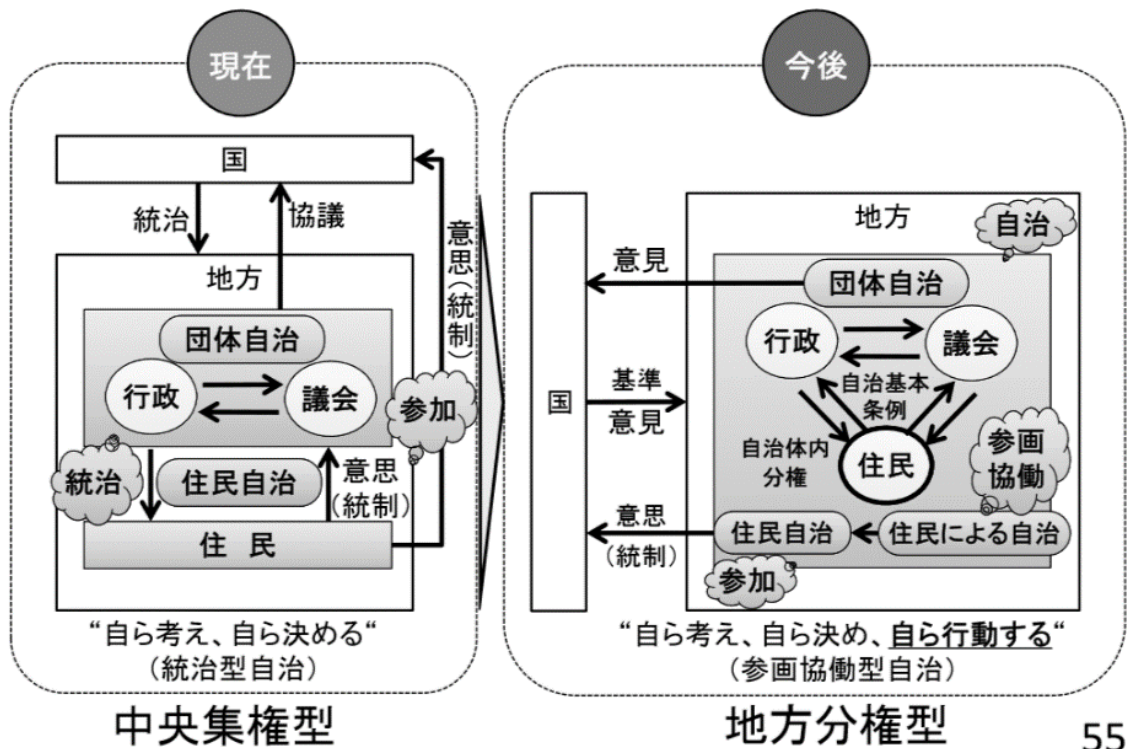 現在
国
統治
協議
意思(統制)
地方
団体自治
行政
議会
参加
統治
住民自治
意思
(統制)
住 民
“自ら考え、自ら決める“
(統治型自治)
中央集権型
今後
国
地方
自治
意見
団体自治
行政
議会
基準
意見
自治基本
条例
自治体内
分権
住民
参画
協働
意思
(統制)
住民自治
住民による自治
参加
“自ら考え、自ら決め、自ら行動する“
(参画協働型自治)
地方分権型
55